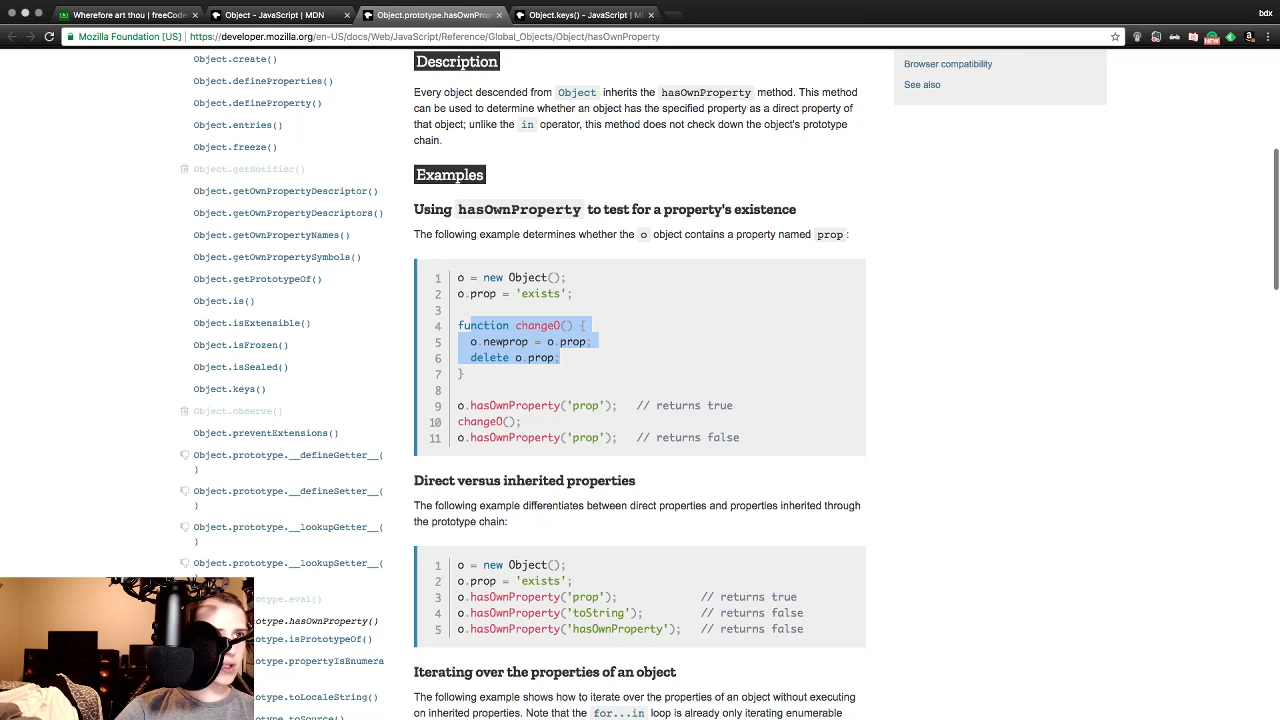 Wherefore art thou | freeCode
Object - JavaScript | MDN
Object.prototype.hasOwnProp
Object.keys() - JavaScript | M
bdx
Mozilla Foundation [US]
https://developer.mozilla.org/en-US/docs/Web/JavaScript/Reference/Global_Objects/Object/hasOwnProperty
NEW
Object.create()
Object.defineProperties()
Object.defineProperty()
Object.entries()
Object.freeze()
Object.getNotifier()
Object.getOwnPropertyDescriptor()
Object.getOwnPropertyDescriptors()
Object.getOwnPropertyNames()
Object.getOwnPropertySymbols()
Object.getPrototypeOf()
Object.is()
Object.isExtensible()
Object.isFrozen()
Object.isSealed()
Object.keys()
Object.observe()
Object.preventExtensions()
Object.prototype.__defineGetter__(
)
Object.prototype.__defineSetter__(
)
Object.prototype.__lookupGetter__(
)
Object.prototype.__lookupSetter__(
otype.eval()
otype.hasOwnProperty()
otype.isPrototypeOf()
otype.propertyIsEnumera
otype.toLocaleString()
otype.toSource()
Description
Every object descended from Object inherits the hasOwnProperty method. This method
can be used to determine whether an object has the specified property as a direct property of
that object; unlike the in operator, this method does not check down the object's prototype
chain.
Examples
Using hasOwnProperty to test for a property's existence
The following example determines whether the o object contains a property named prop:
1 o = new Object();
2 o.prop = 'exists';
3
4 function changeO() {
5 o.newprop = o.prop;
6 delete o.prop;
7 }
8
9 o.hasOwnProperty('prop'); // returns true
10 changeO();
11 o.hasOwnProperty('prop'); // returns false
Direct versus inherited properties
The following example differentiates between direct properties and properties inherited through
the prototype chain:
1 o = new Object();
2 o.prop = 'exists';
3 o.hasOwnProperty('prop'); // returns true
4 o.hasOwnProperty('toString'); // returns false
5 o.hasOwnProperty('hasOwnProperty'); // returns false
Iterating over the properties of an object
The following example shows how to iterate over the properties of an object without executing
on inherited properties. Note that the for...in loop is already only iterating enumerable
Browser compatibility
See also